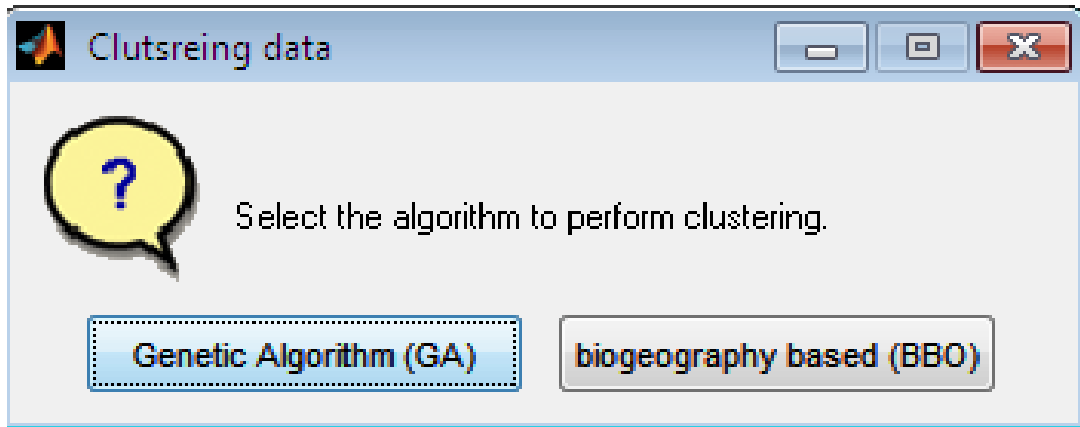 Clutsreing data
?
Select the algorithm to perform clustering.
Genetic Algorithm (GA)
biogeography based (BBO)